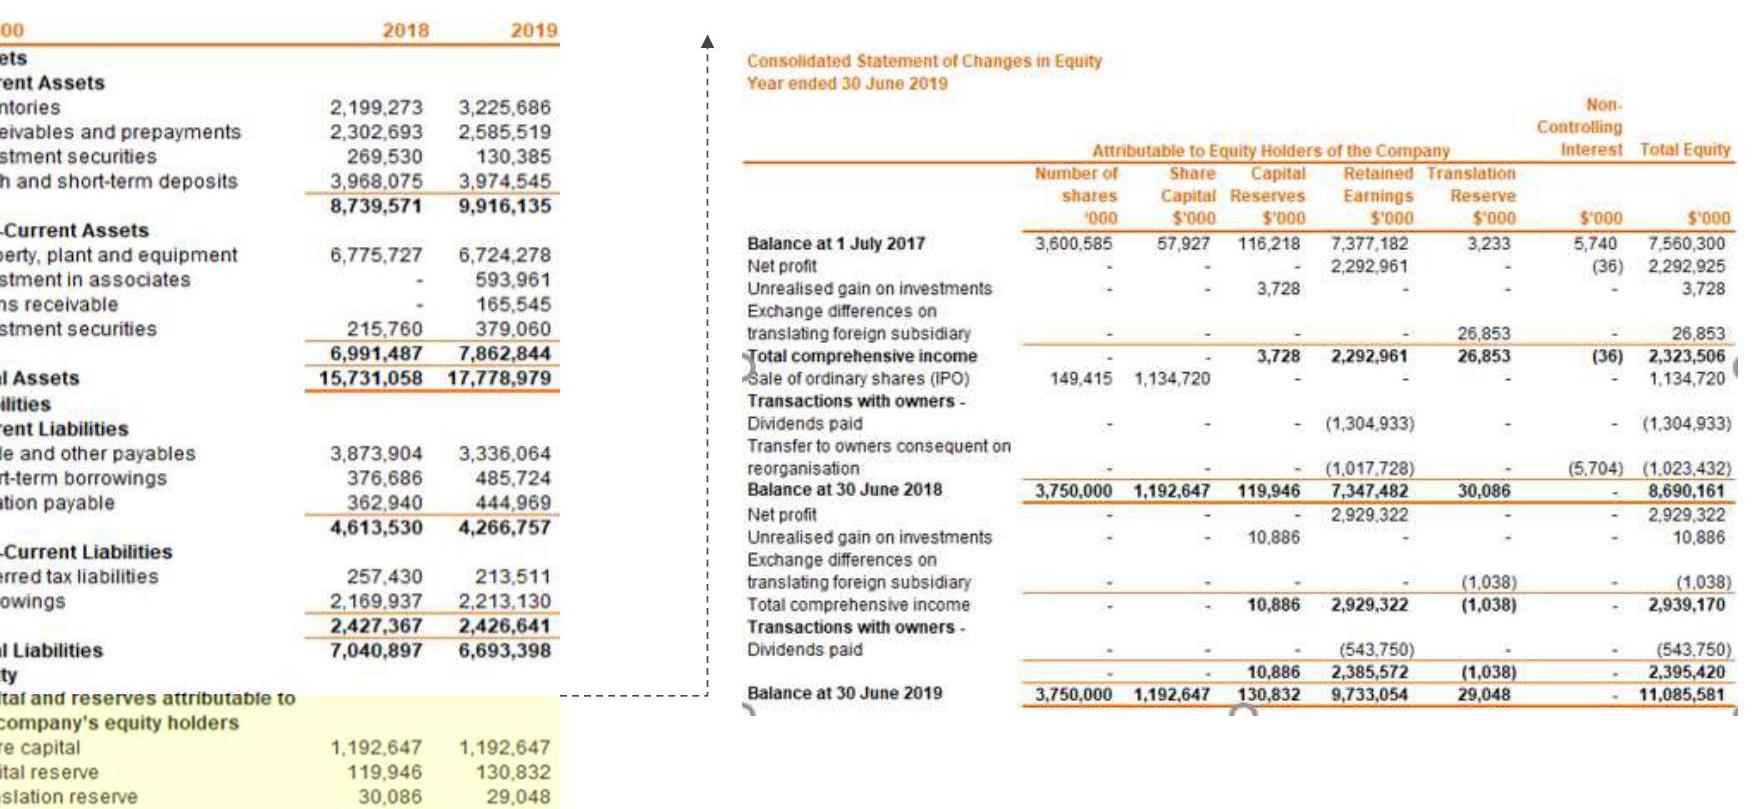 00 2018 2019
ets
rent Assets
ntories 2,199,273 3,225,686
eivables and prepayments 2,302,693 2,585,519
stment securities 269,530 130,385
h and short-term deposits 3,968,075 3,974,545
8,739,571 9,916,135
-Current Assets
perty, plant and equipment 6,775,727 6,724,278
stment in associates - 593,961
ns receivable - 165,545
stment securities 215,760 379,060
6,991,487 7,862,844
l Assets 15,731,058 17,778,979
ilities
rent Liabilities
le and other payables 3,873,904 3,336,064
rt-term borrowings 376,686 485,724
ation payable 362,940 444,969
4,613,530 4,266,757
-Current Liabilities
erred tax liabilities 257,430 213,511
owings 2,169,937 2,213,130
2,427,367 2,426,641
l Liabilities 7,040,897 6,693,398
ty
ital and reserves attributable to
company's equity holders
re capital 1,192,647 1,192,647
ital reserve 119,946 130,832
nslation reserve 30,086 29,048
Consolidated Statement of Changes in Equity
Year ended 30 June 2019
Non-
Controlling
Attributable to Equity Holders of the Company Interest Total Equity
Number of Share Capital Retained Translation
shares Capital Reserves Earnings Reserve
'000 $'000 $'000 $'000 $'000 $'000 $'000
Balance at 1 July 2017 3,600,585 57,927 116,218 7,377,182 3,233 5,740 7,560,300
Net profit - - - 2,292,961 - (36) 2,292,925
Unrealised gain on investments - - 3,728 - - - 3,728
Exchange differences on
translating foreign subsidiary - - - - 26,853 - 26,853
Total comprehensive income - - 3,728 2,292,961 26,853 (36) 2,323,506
Sale of ordinary shares (IPO) 149,415 1,134,720 - - - - 1,134,720
Transactions with owners -
Dividends paid - - - (1,304,933) - - (1,304,933)
Transfer to owners consequent on
reorganisation - - - (1,017,728) - (5,704) (1,023,432)
Balance at 30 June 2018 3,750,000 1,192,647 119,946 7,347,482 30,086 - 8,690,161
Net profit - - - 2,929,322 - - 2,929,322
Unrealised gain on investments - - 10,886 - - - 10,886
Exchange differences on
translating foreign subsidiary - - - - (1,038) - (1,038)
Total comprehensive income - - 10,886 2,929,322 (1,038) - 2,939,170
Transactions with owners -
Dividends paid - - - (543,750) - - (543,750)
- - 10,886 2,385,572 (1,038) - 2,395,420
Balance at 30 June 2019 3,750,000 1,192,647 130,832 9,733,054 29,048 - 11,085,581